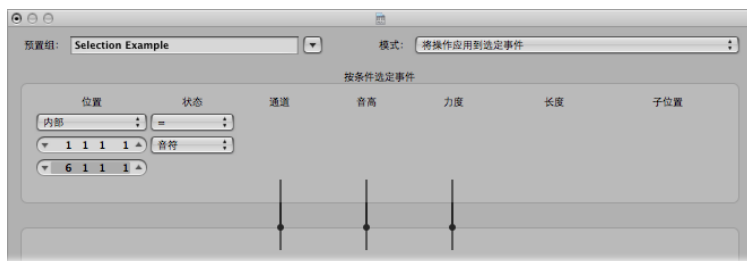 预置组: Selection Example 模式: 将操作应用到选定事件
按条件选定事件
位置 状态 通道 音高 力度 长度 子位置
内部 =
1 1 1 1 音符
6 1 1 1